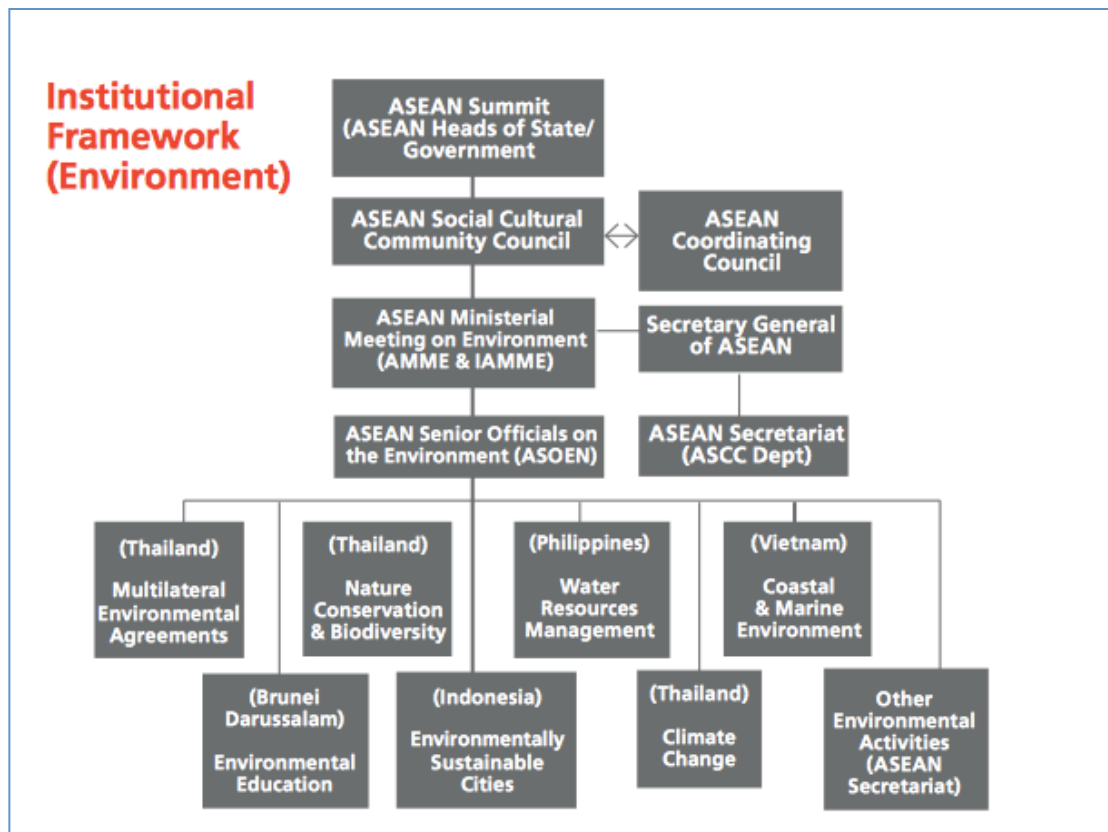 Institutional
Framework
(Environment)
ASEAN Summit
(ASEAN Heads of State/
Government
ASEAN Social Cultural
Community Council
ASEAN
Coordinating
Council
ASEAN Ministerial
Meeting on Environment
(AMME & IAMME)
Secretary General
of ASEAN
ASEAN Senior Officials on
the Environment (ASOEN)
ASEAN Secretariat
(ASCC Dept)
(Thailand)
Multilateral
Environmental
Agreements
(Thailand)
Nature
Conservation
& Biodiversity
(Philippines)
Water
Resources
Management
(Vietnam)
Coastal
& Marine
Environment
(Brunei
Darussalam)
Environmental
Education
(Indonesia)
Environmentally
Sustainable
Cities
(Thailand)
Climate
Change
Other
Environmental
Activities
(ASEAN
Secretariat)